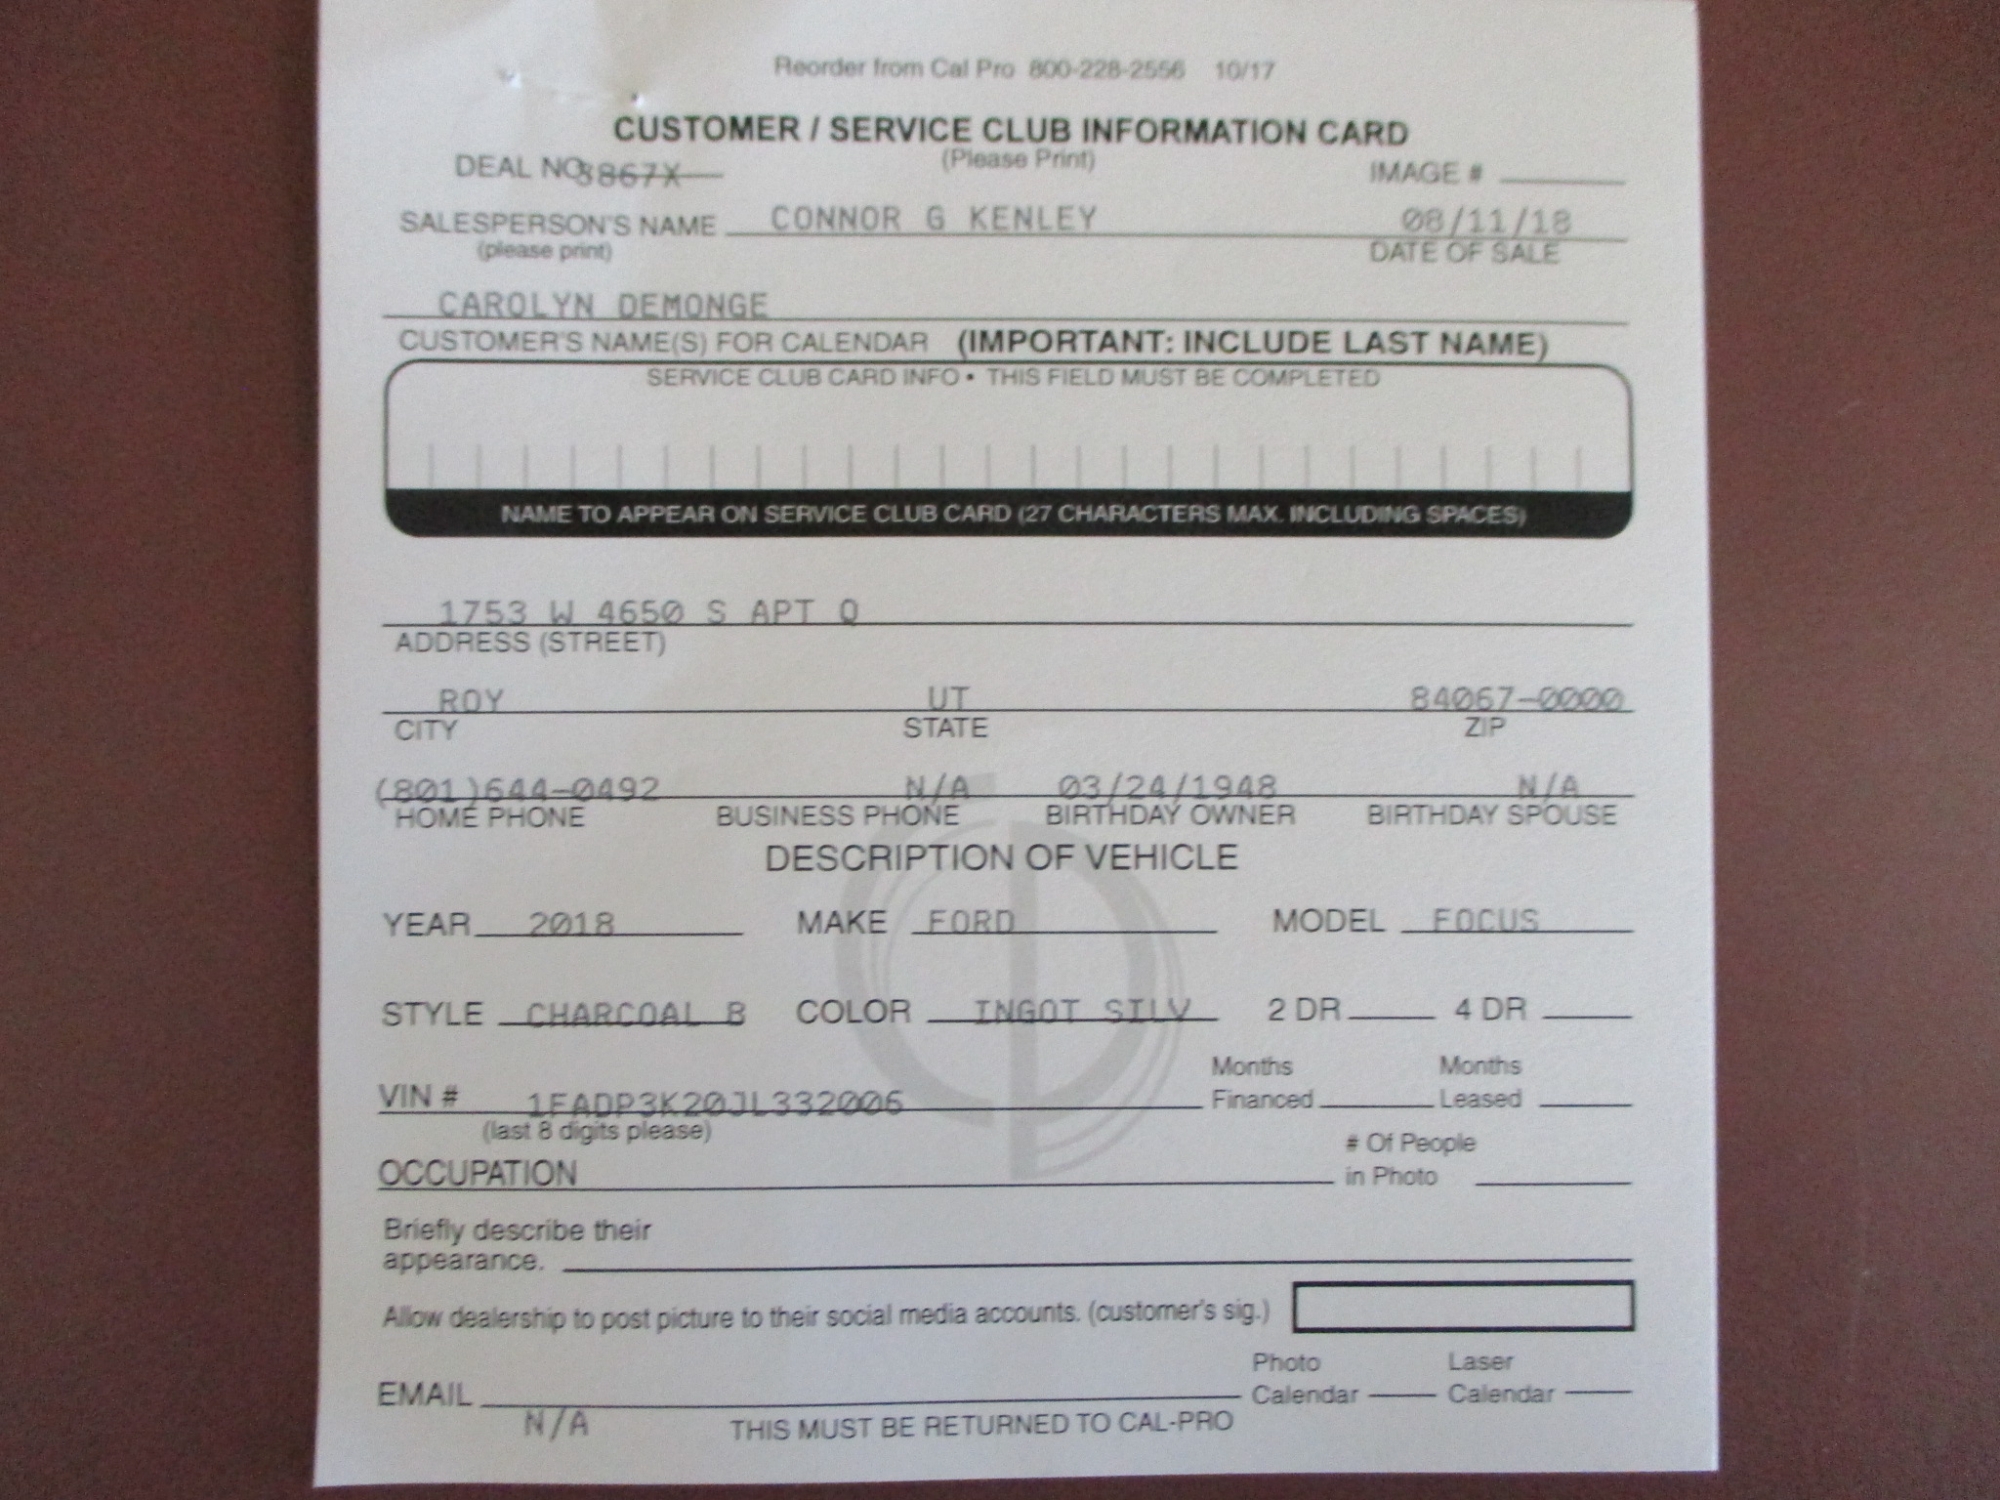 Reorder from Cal Pro 800-228-2556 10/17
CUSTOMER / SERVICE CLUB INFORMATION CARD
(Please Print)
DEAL NO 8867X IMAGE #
SALESPERSON'S NAME CONNOR G KENLEY 08/11/18
(please print) DATE OF SALE
CAROLYN DEMONGE
CUSTOMER'S NAME(S) FOR CALENDAR (IMPORTANT: INCLUDE LAST NAME)
SERVICE CLUB CARD INFO • THIS FIELD MUST BE COMPLETED
NAME TO APPEAR ON SERVICE CLUB CARD (27 CHARACTERS MAX. INCLUDING SPACES)
1753 W 4650 S APT Q
ADDRESS (STREET)
ROY UT 84067-0000
CITY STATE ZIP
(801)644-0492 N/A 03/24/1948 N/A
HOME PHONE BUSINESS PHONE BIRTHDAY OWNER BIRTHDAY SPOUSE
DESCRIPTION OF VEHICLE
YEAR 2018 MAKE FORD MODEL FOCUS
STYLE CHARCOAL B COLOR INGOT SILV 2 DR 4 DR
Months Months
VIN # 1FADP3K20JL332006 Financed Leased
(last 8 digits please)
# Of People
OCCUPATION in Photo
Briefly describe their
appearance.
Allow dealership to post picture to their social media accounts. (customer's sig.)
Photo Laser
EMAIL Calendar Calendar
N/A THIS MUST BE RETURNED TO CAL-PRO